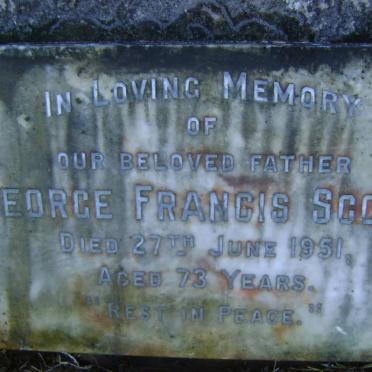 IN LOVING MEMORY
OF
OUR BELOVED FATHER
EORGE FRANCIS SCO
DIED 27TH JUNE 1951,
AGED 73 YEARS.
"REST IN PEACE."